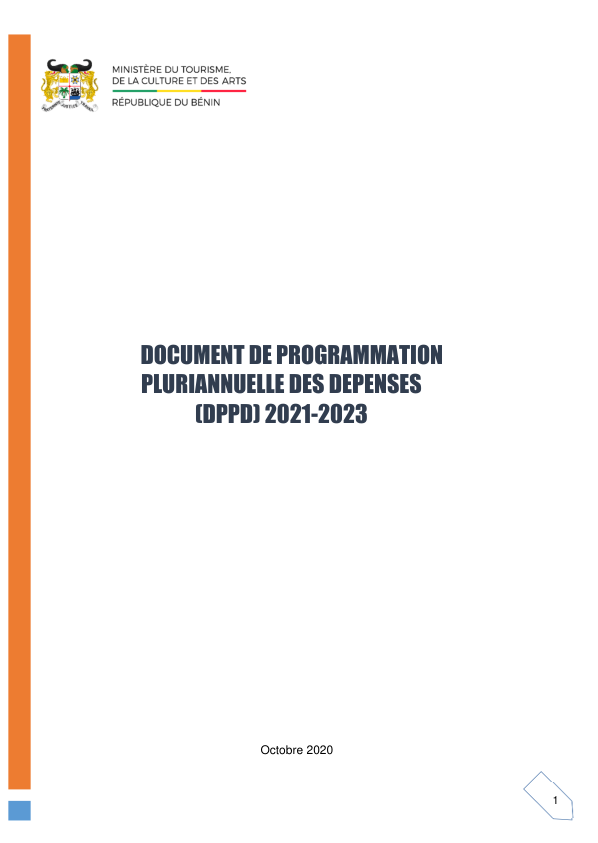 MINISTÈRE DU TOURISME,
DE LA CULTURE ET DES ARTS
RÉPUBLIQUE DU BÉNIN
DOCUMENT DE PROGRAMMATION
PLURIANNUELLE DES DEPENSES
(DPPD) 2021-2023
Octobre 2020
1